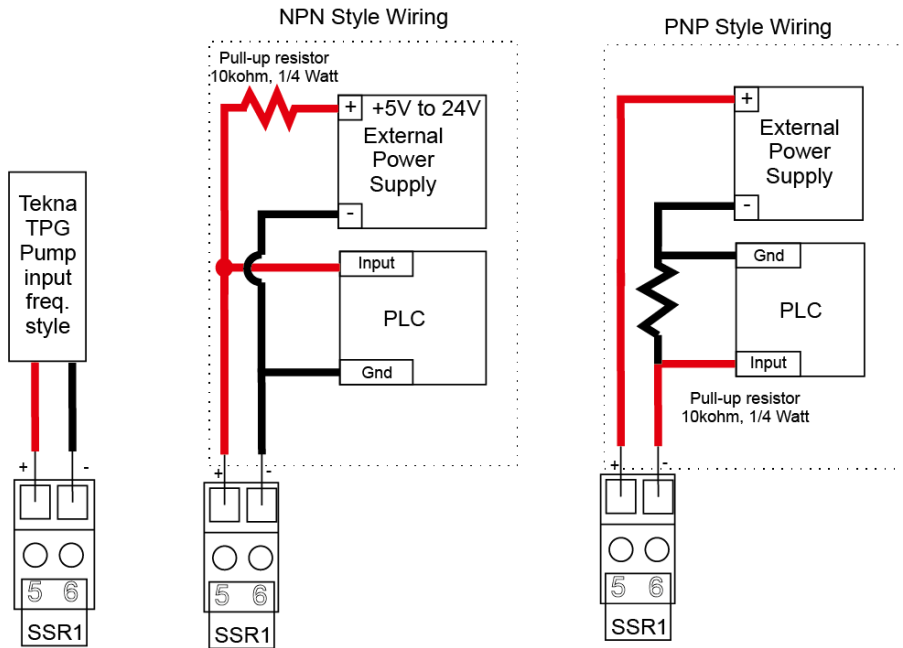 NPN Style Wiring
Pull-up resistor
10kohm, 1/4 Watt
+ +5V to 24V
External
Power
Supply
-
Input
PLC
Gnd
+ -
5 6
SSR1
PNP Style Wiring
+
External
Power
Supply
-
Gnd
PLC
Input
Pull-up resistor
10kohm, 1/4 Watt
+ -
5 6
SSR1
Tekna
TPG
Pump
input
freq.
style
+ -
5 6
SSR1